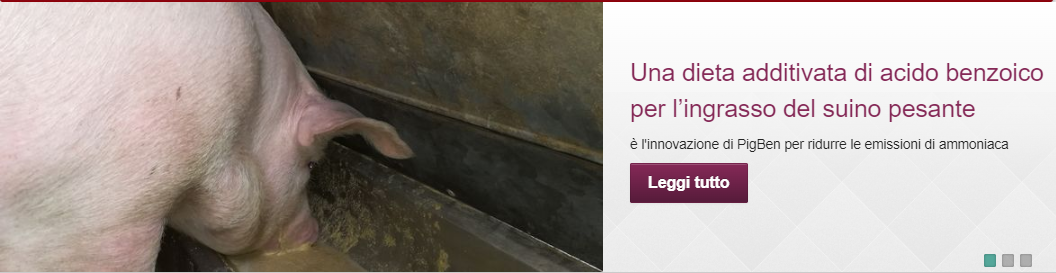 Una dieta additivata di acido benzoico
per l’ingrasso del suino pesante
è l'innovazione di PigBen per ridurre le emissioni di ammoniaca
Leggi tutto